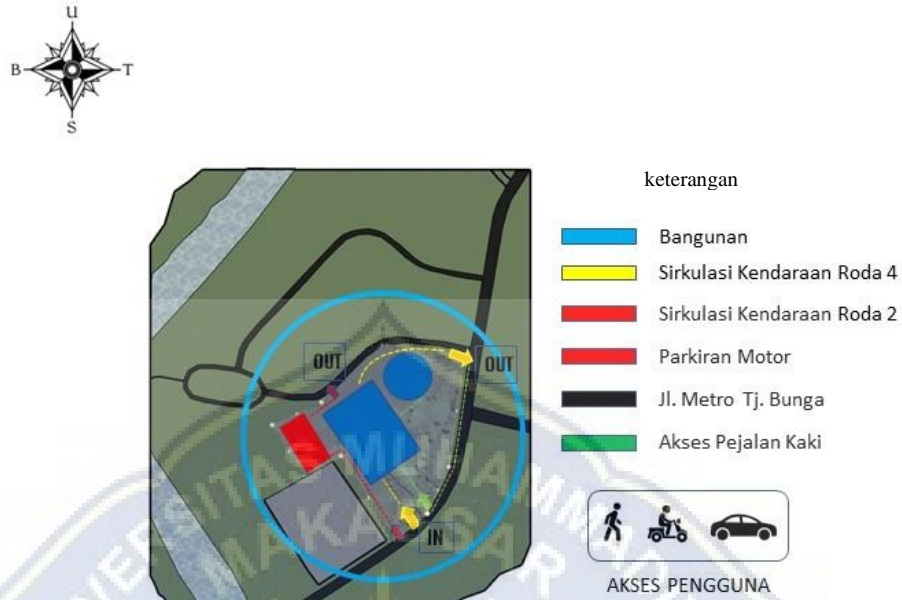 U
B T
S
keterangan
Bangunan
Sirkulasi Kendaraan Roda 4
Sirkulasi Kendaraan Roda 2
Parkiran Motor
Jl. Metro Tj. Bunga
Akses Pejalan Kaki
OUT
OUT
IN
AKSES PENGGUNA